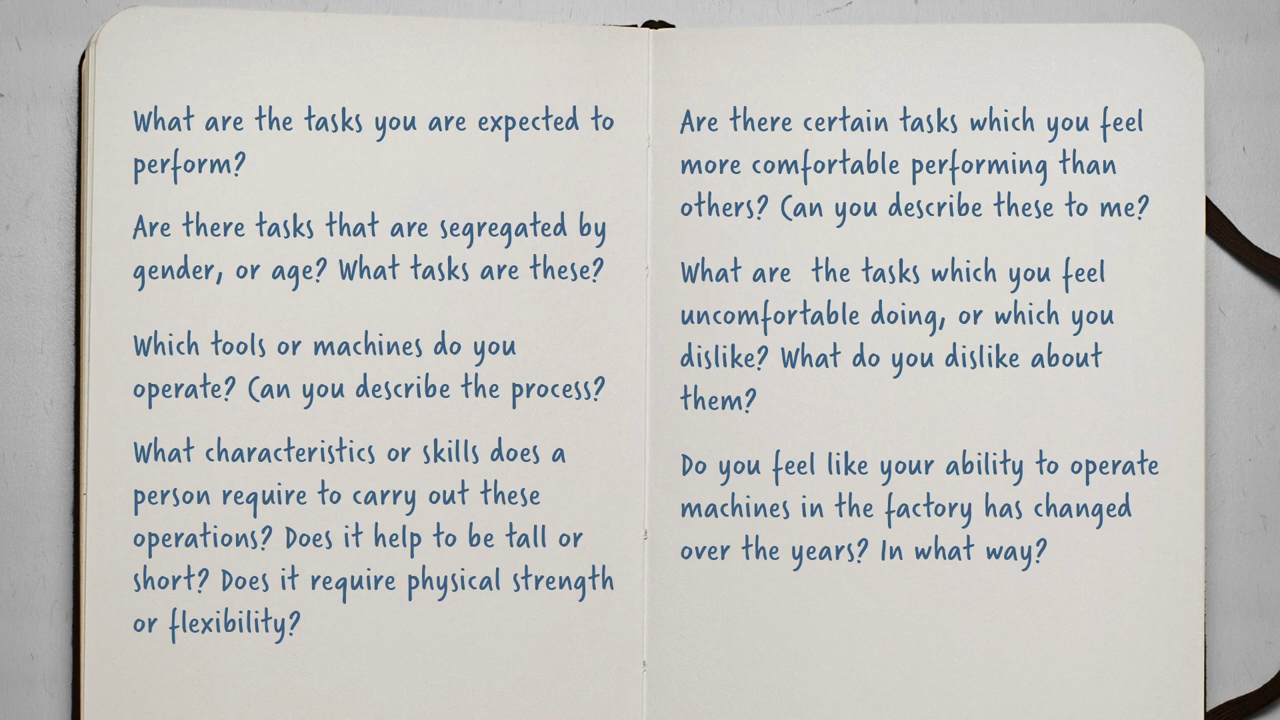 What are the tasks you are expected to
perform?
Are there tasks that are segregated by
gender, or age? What tasks are these?
Which tools or machines do you
operate? Can you describe the process?
What characteristics or skills does a
person require to carry out these
operations? Does it help to be tall or
short? Does it require physical strength
or flexibility?
Are there certain tasks which you feel
more comfortable performing than
others? Can you describe these to me?
What are  the tasks which you feel
uncomfortable doing, or which you
dislike? What do you dislike about
them?
Do you feel like your ability to operate
machines in the factory has changed
over the years? In what way?